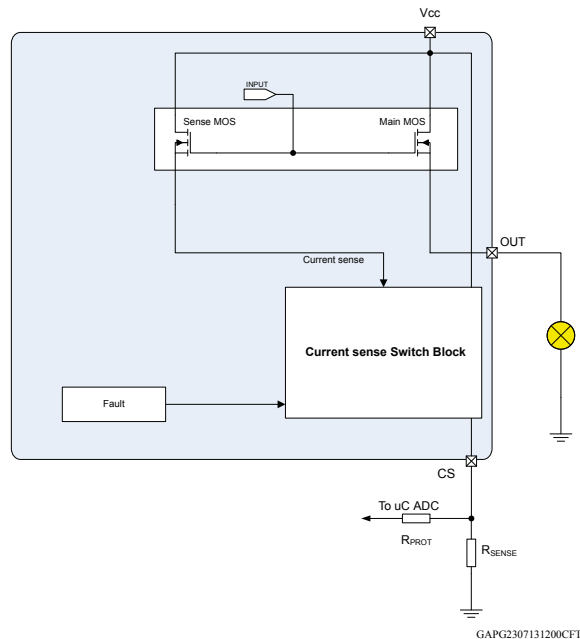 Vcc
INPUT
Sense MOS
Main MOS
OUT
Current sense
Current sense Switch Block
Fault
CS
To uC ADC
RPROT
RSENSE
GAPG2307131200CFT